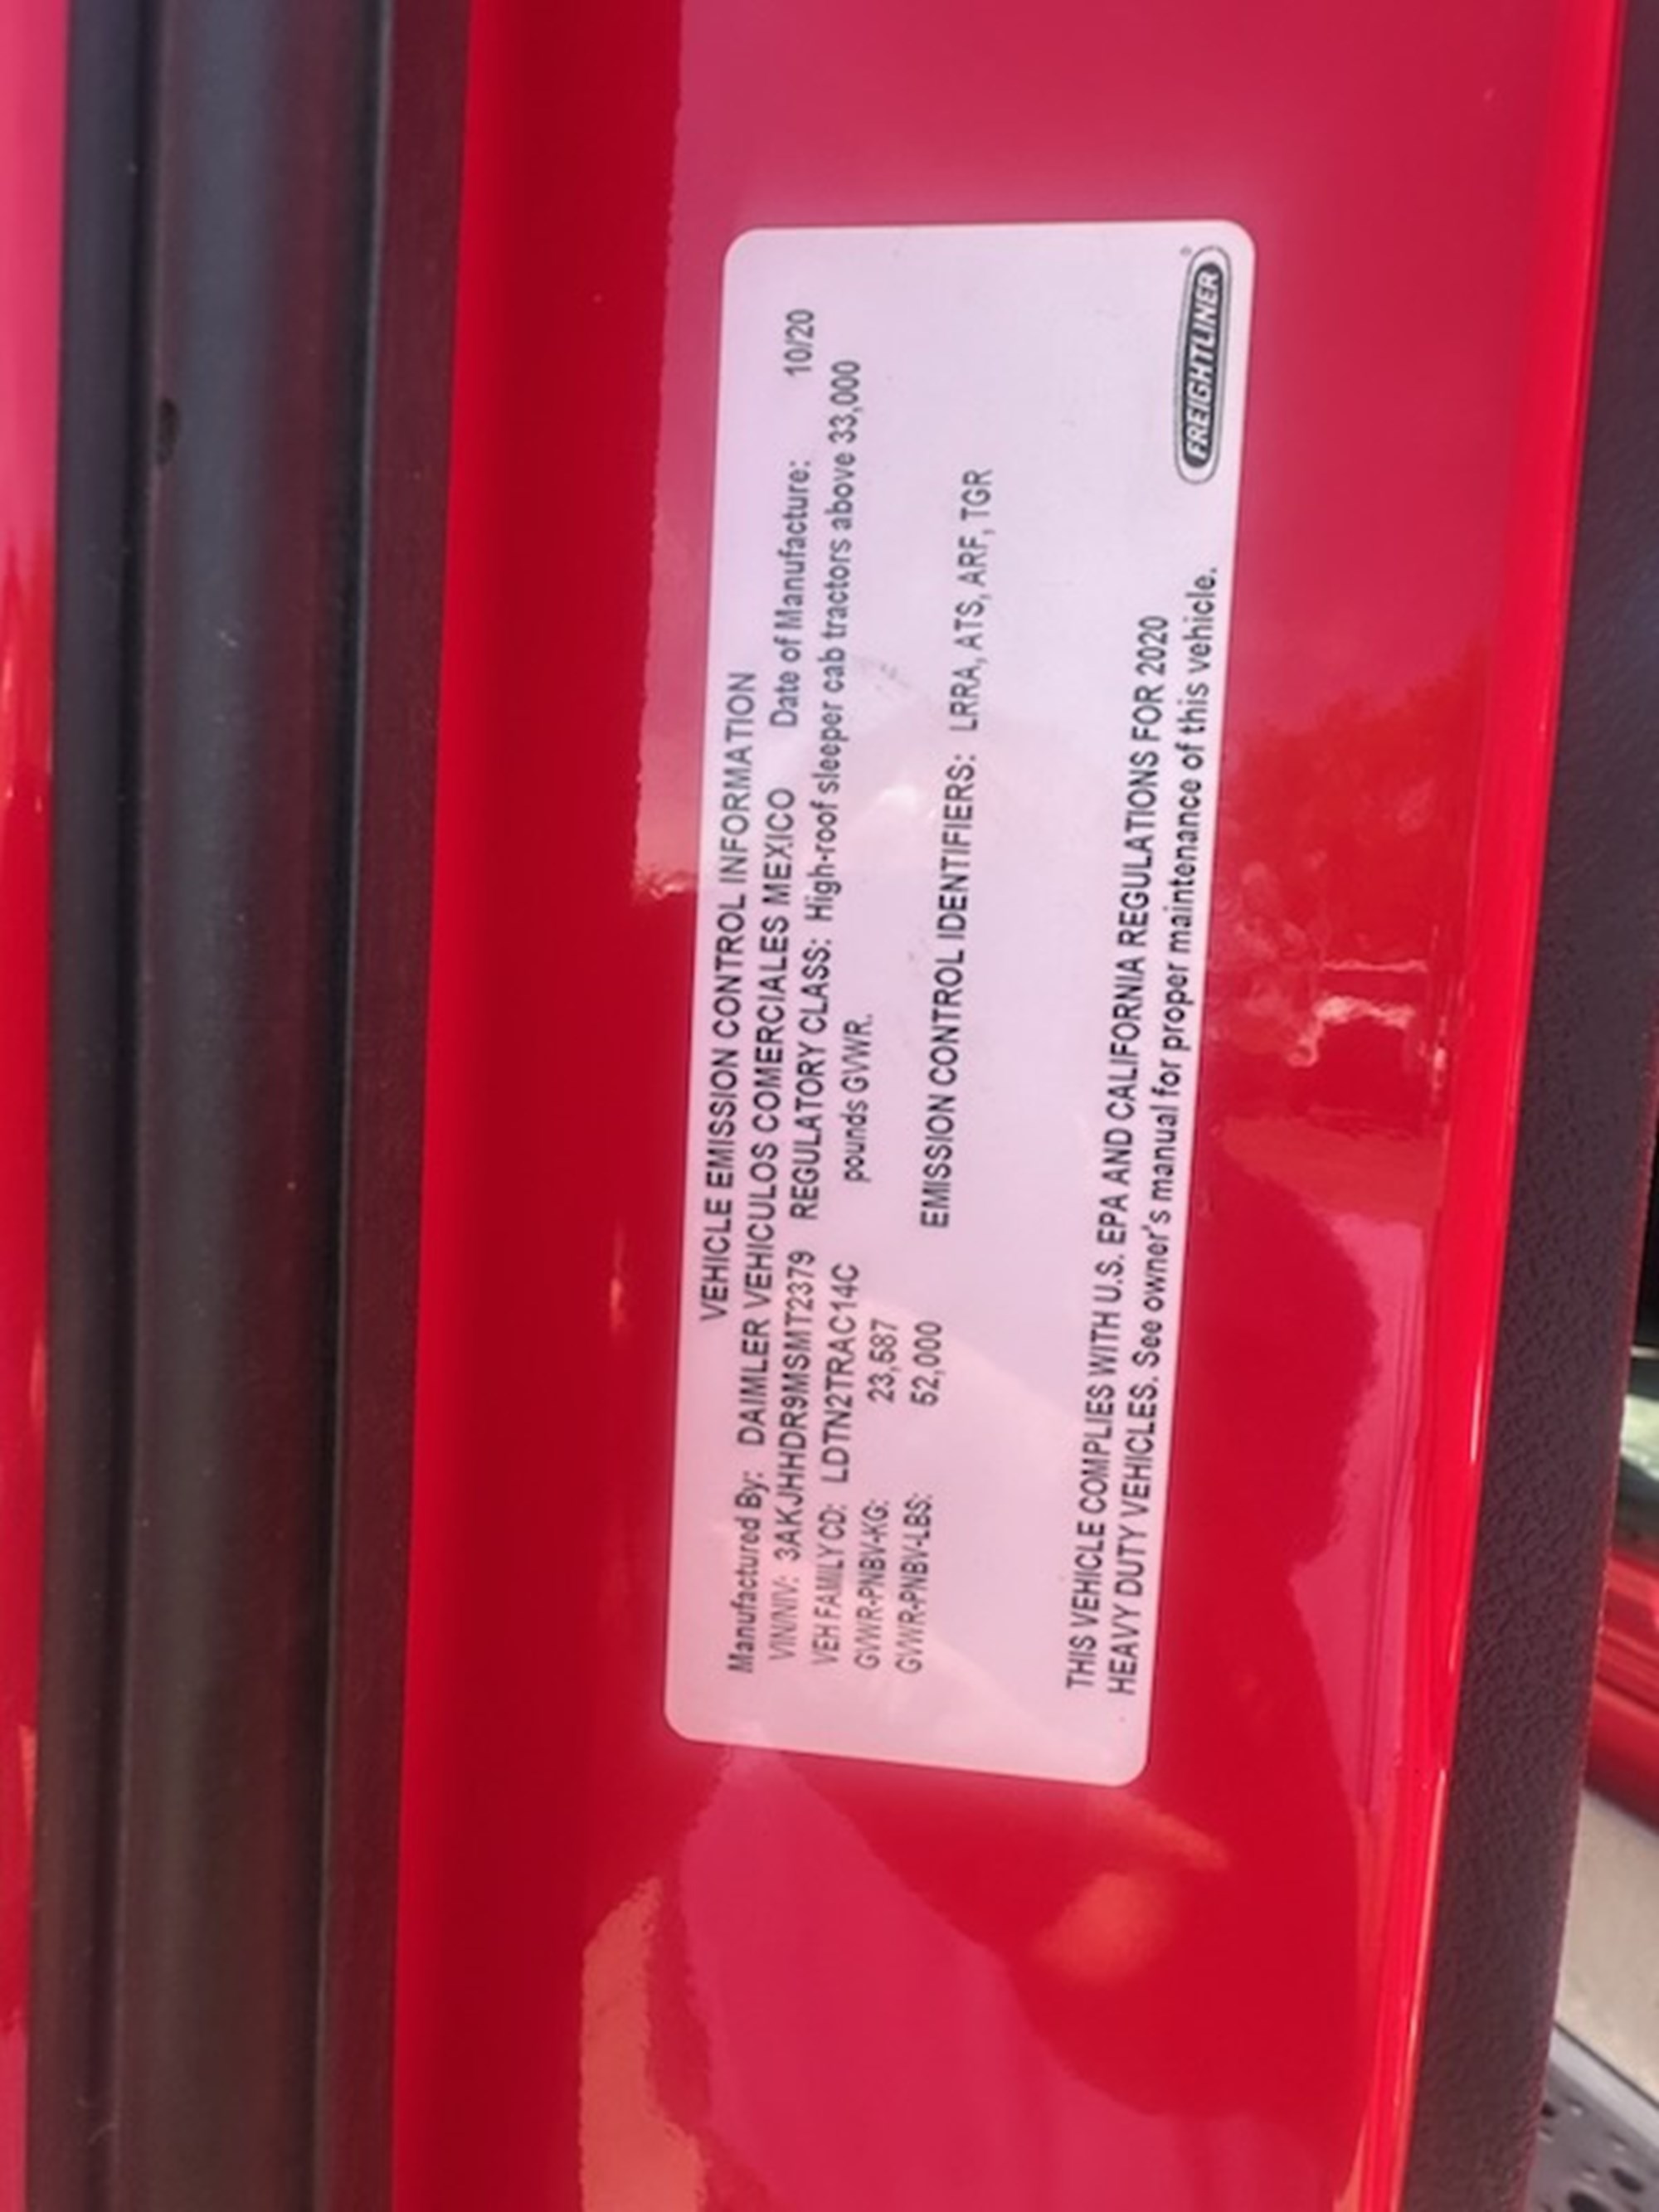 VEHICLE EMISSION CONTROL INFORMATION
Manufactured By: DAIMLER VEHICULOS COMERCIALES MEXICO Date of Manufacture: 10/20
VIN/NIV: 3AKJHHDR9MSMT2379 REGULATORY CLASS: High-roof sleeper cab tractors above 33,000
VEH FAMILY CD: LDTN2TRAC14C pounds GVWR.
GVWR-PNBV-KG: 23,587
GVWR-PNBV-LBS: 52,000 EMISSION CONTROL IDENTIFIERS: LRRA, ATS, ARF, TGR
THIS VEHICLE COMPLIES WITH U.S. EPA AND CALIFORNIA REGULATIONS FOR 2020
HEAVY DUTY VEHICLES. See owner's manual for proper maintenance of this vehicle.
FREIGHTLINER